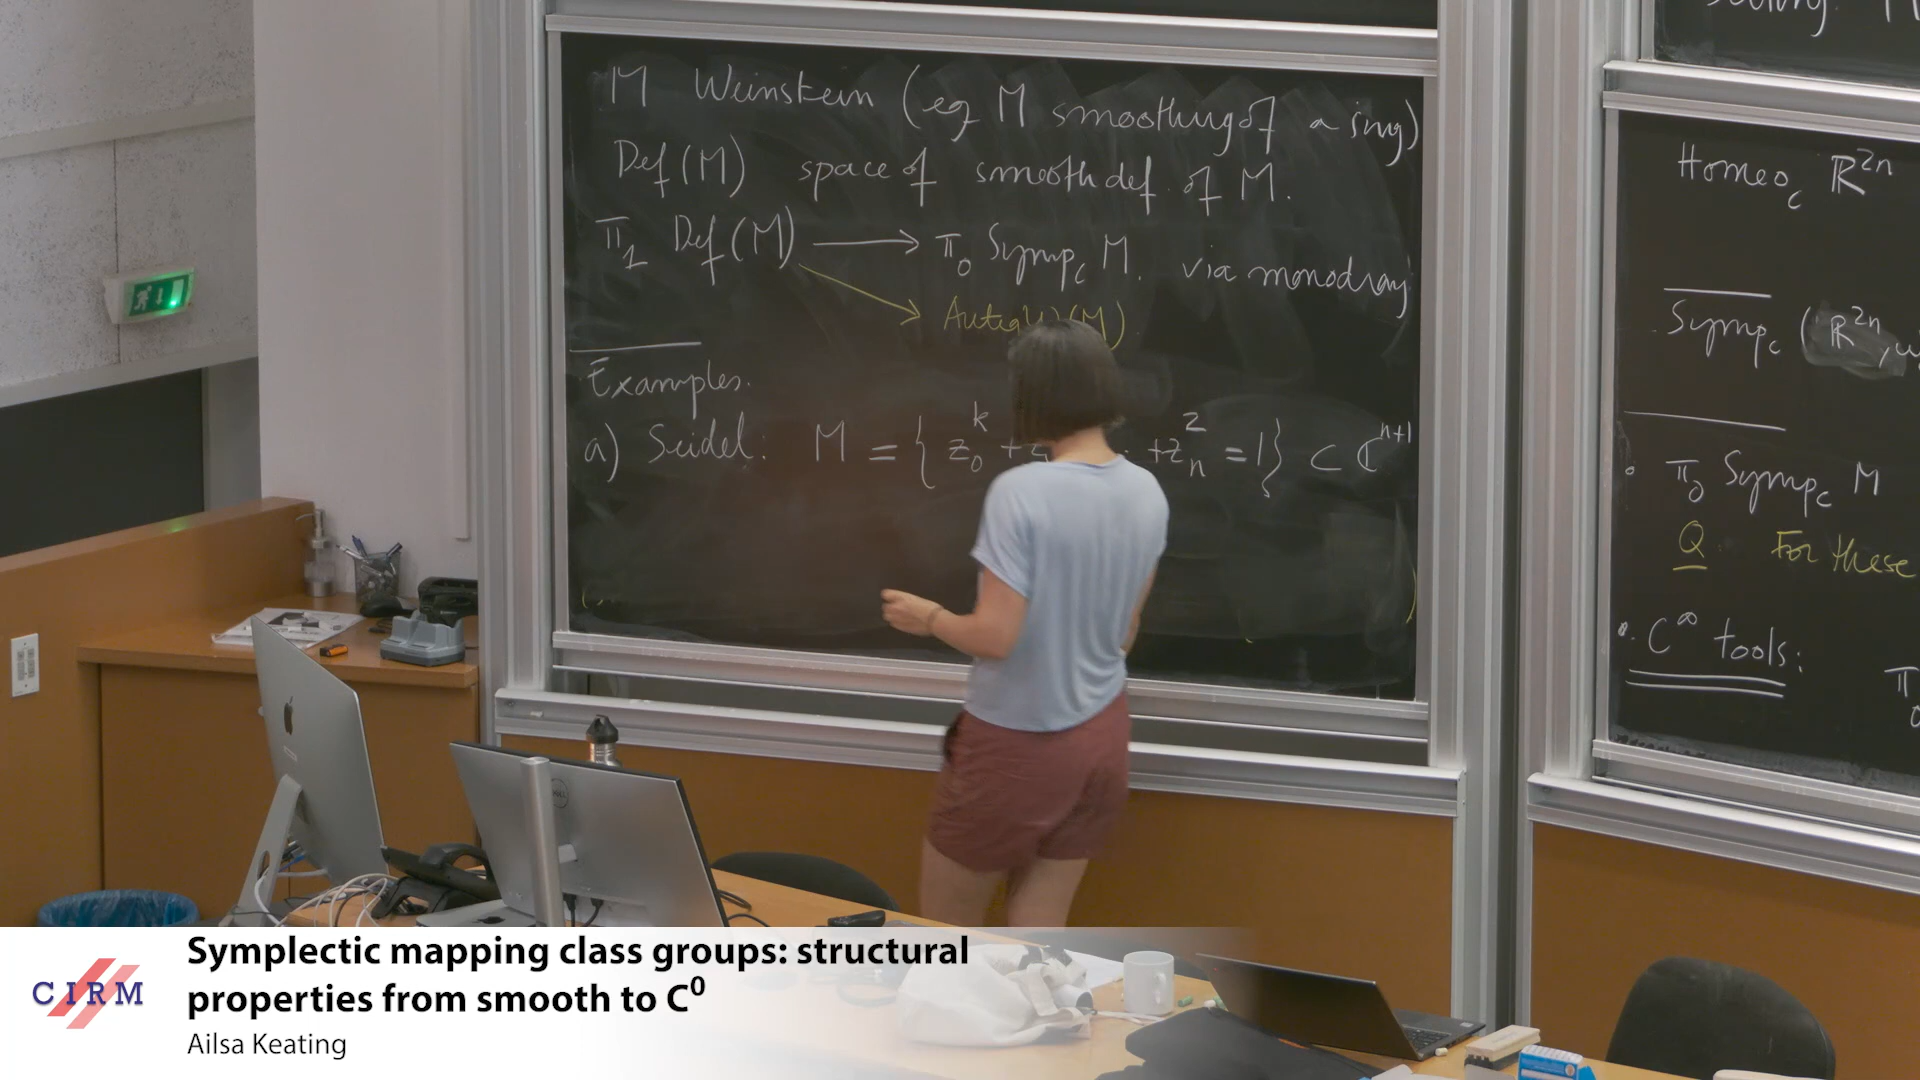 M Weinstein (eg M smoothing of a sing)
Def(M) space of smooth def. of M.
π₁ Def(M) ⟶ π₀ Sympc M. via monodromy
(M)
Examples.
a) Seidel: M = { z₀ᵏ + + zₙ² = 1} ⊂ ℂⁿ⁺¹
Homeoc ℝ²ⁿ
Sympc (ℝ²ⁿ, ω
• π₀ Sympc M
Q. For these
• C∞ tools:
π₀
CIRM
Symplectic mapping class groups: structural
properties from smooth to C⁰
Ailsa Keating